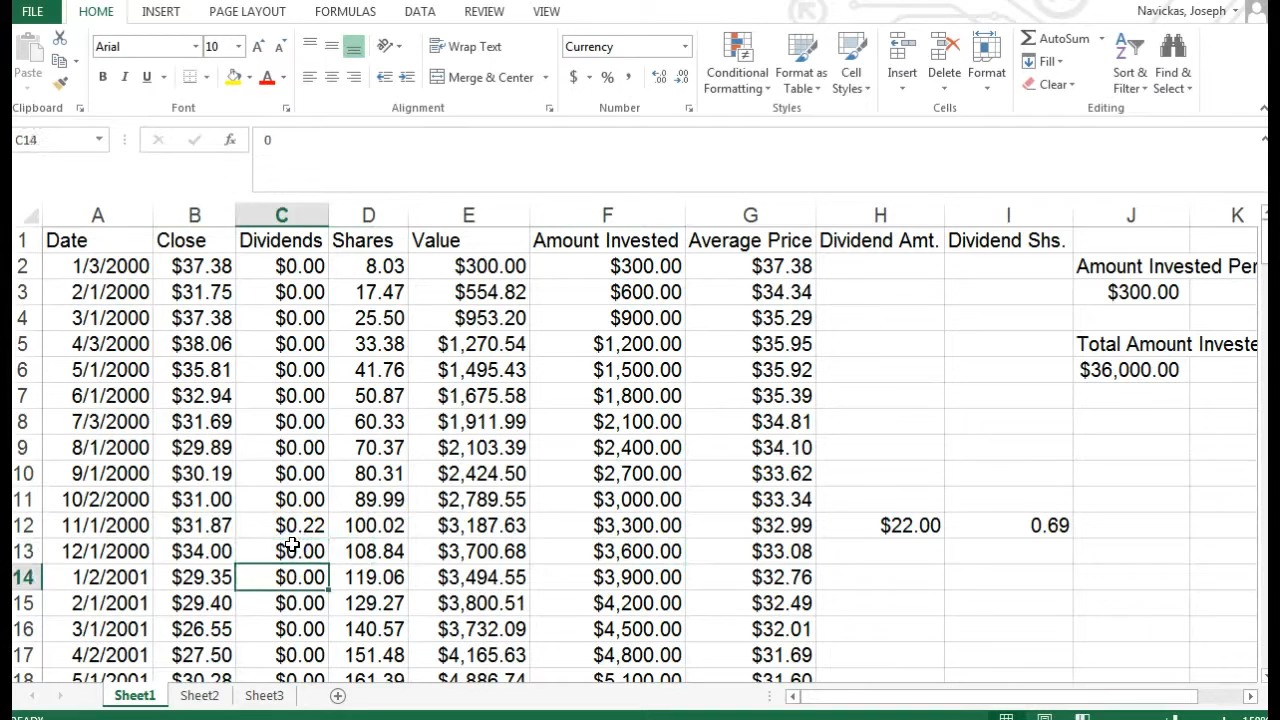 FILE HOME INSERT PAGE LAYOUT FORMULAS DATA REVIEW VIEW Navickas, Joseph
Paste
Arial 10
B I U
Wrap Text
Merge & Center
Currency
$ % ,
Conditional Formatting
Format as Table
Cell Styles
Insert
Delete
Format
AutoSum
Fill
Clear
Sort & Filter
Find & Select
Clipboard Font Alignment Number Styles Cells Editing
C14 fx 0
A B C D E F G H I J K
1 Date Close Dividends Shares Value Amount Invested Average Price Dividend Amt. Dividend Shs.
2 1/3/2000 $37.38 $0.00 8.03 $300.00 $300.00 $37.38 Amount Invested Per
3 2/1/2000 $31.75 $0.00 17.47 $554.82 $600.00 $34.34 $300.00
4 3/1/2000 $37.38 $0.00 25.50 $953.20 $900.00 $35.29
5 4/3/2000 $38.06 $0.00 33.38 $1,270.54 $1,200.00 $35.95 Total Amount Investe
6 5/1/2000 $35.81 $0.00 41.76 $1,495.43 $1,500.00 $35.92 $36,000.00
7 6/1/2000 $32.94 $0.00 50.87 $1,675.58 $1,800.00 $35.39
8 7/3/2000 $31.69 $0.00 60.33 $1,911.99 $2,100.00 $34.81
9 8/1/2000 $29.89 $0.00 70.37 $2,103.39 $2,400.00 $34.10
10 9/1/2000 $30.19 $0.00 80.31 $2,424.50 $2,700.00 $33.62
11 10/2/2000 $31.00 $0.00 89.99 $2,789.55 $3,000.00 $33.34
12 11/1/2000 $31.87 $0.22 100.02 $3,187.63 $3,300.00 $32.99 $22.00 0.69
13 12/1/2000 $34.00 $0.00 108.84 $3,700.68 $3,600.00 $33.08
14 1/2/2001 $29.35 $0.00 119.06 $3,494.55 $3,900.00 $32.76
15 2/1/2001 $29.40 $0.00 129.27 $3,800.51 $4,200.00 $32.49
16 3/1/2001 $26.55 $0.00 140.57 $3,732.09 $4,500.00 $32.01
17 4/2/2001 $27.50 $0.00 151.48 $4,165.63 $4,800.00 $31.69
18 5/1/2001 $30.28 $0.00 161.39 $4,886.74 $5,100.00 $31.60
Sheet1 Sheet2 Sheet3